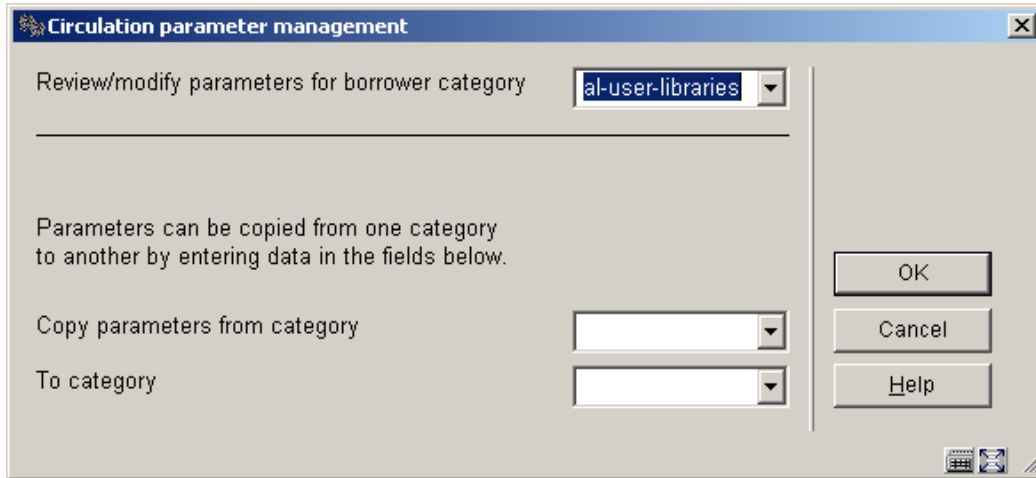 Circulation parameter management
Review/modify parameters for borrower category
al-user-libraries
Parameters can be copied from one category
to another by entering data in the fields below.
OK
Copy parameters from category
Cancel
To category
Help